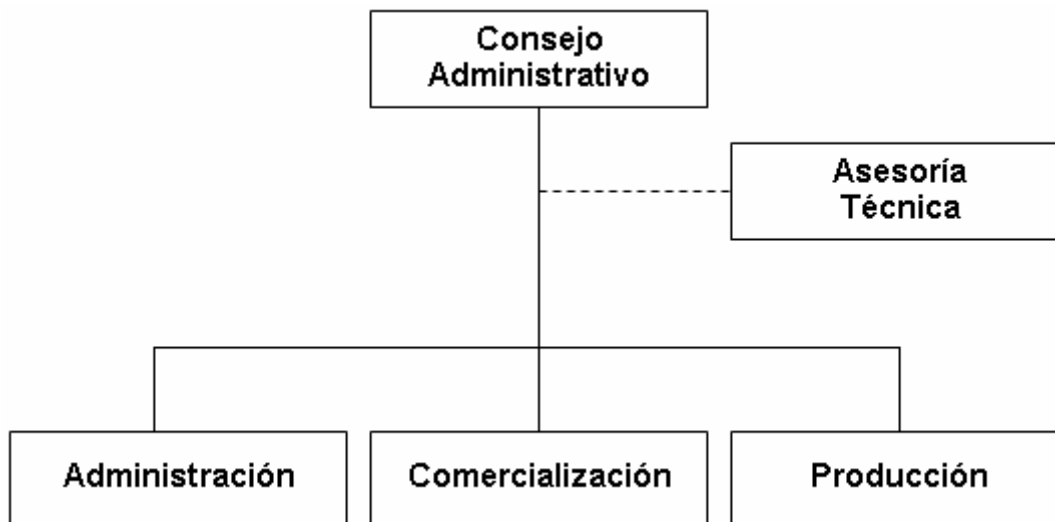 Consejo
Administrativo
Asesoría
Técnica
Administración
Comercialización
Producción